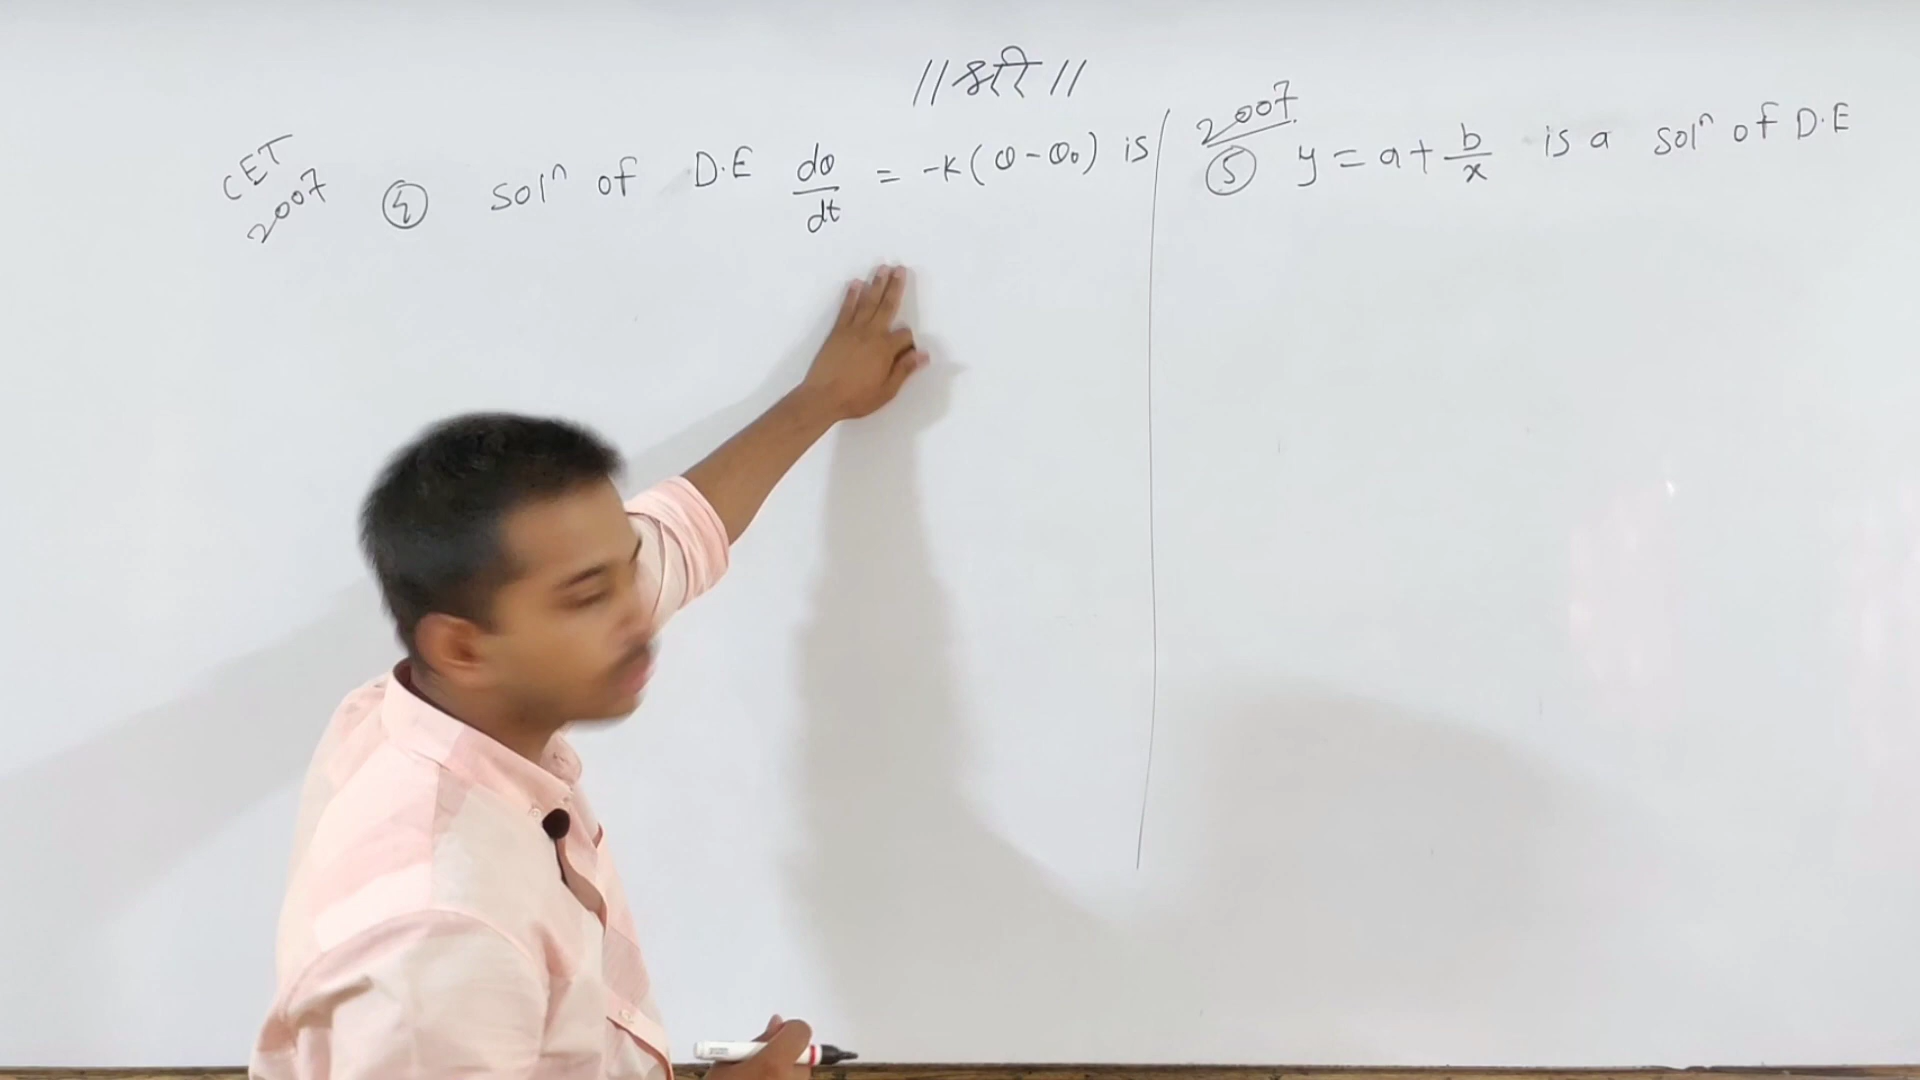 ॥ श्री ॥
CET 2007 ④ solⁿ of D.E dθ/dt = -k(θ-θ₀) is
2007 ⑤ y = a + b/x is a solⁿ of D.E